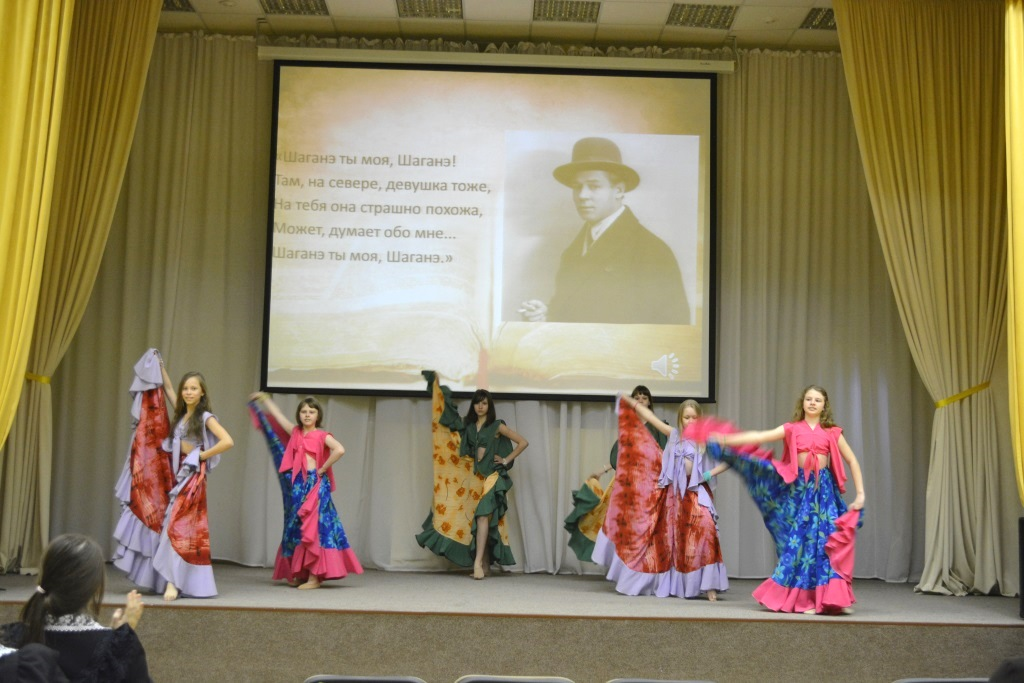 «Шаганэ ты моя, Шаганэ!
Там, на севере, девушка тоже,
На тебя она страшно похожа,
Может, думает обо мне...
Шаганэ ты моя, Шаганэ.»